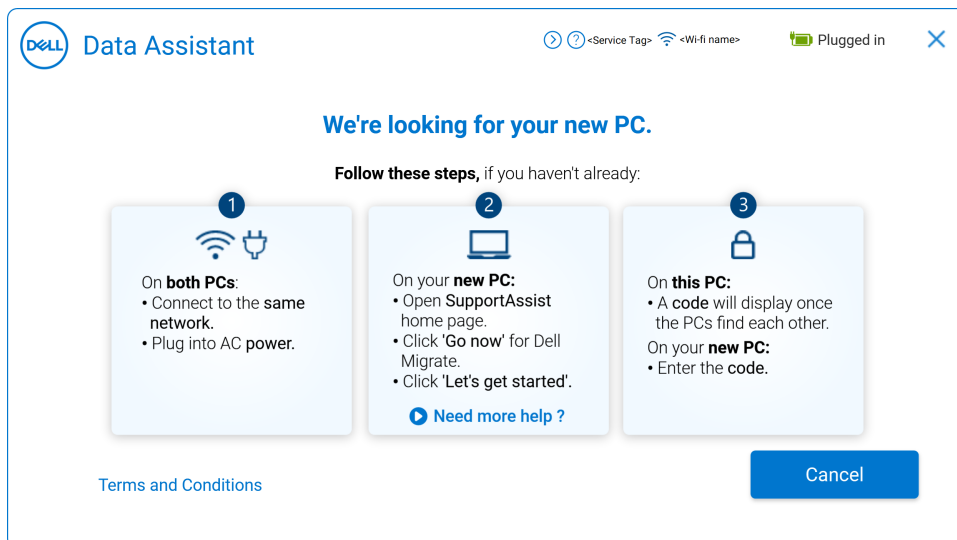 DELL
Data Assistant
<Service Tag>
<Wi-fi name>
Plugged in
We're looking for your new PC.
Follow these steps, if you haven't already:
1
On both PCs:
• Connect to the same
network.
• Plug into AC power.
2
On your new PC:
• Open SupportAssist
home page.
• Click 'Go now' for Dell
Migrate.
• Click 'Let's get started'.
Need more help ?
3
On this PC:
• A code will display once
the PCs find each other.
On your new PC:
• Enter the code.
Terms and Conditions
Cancel